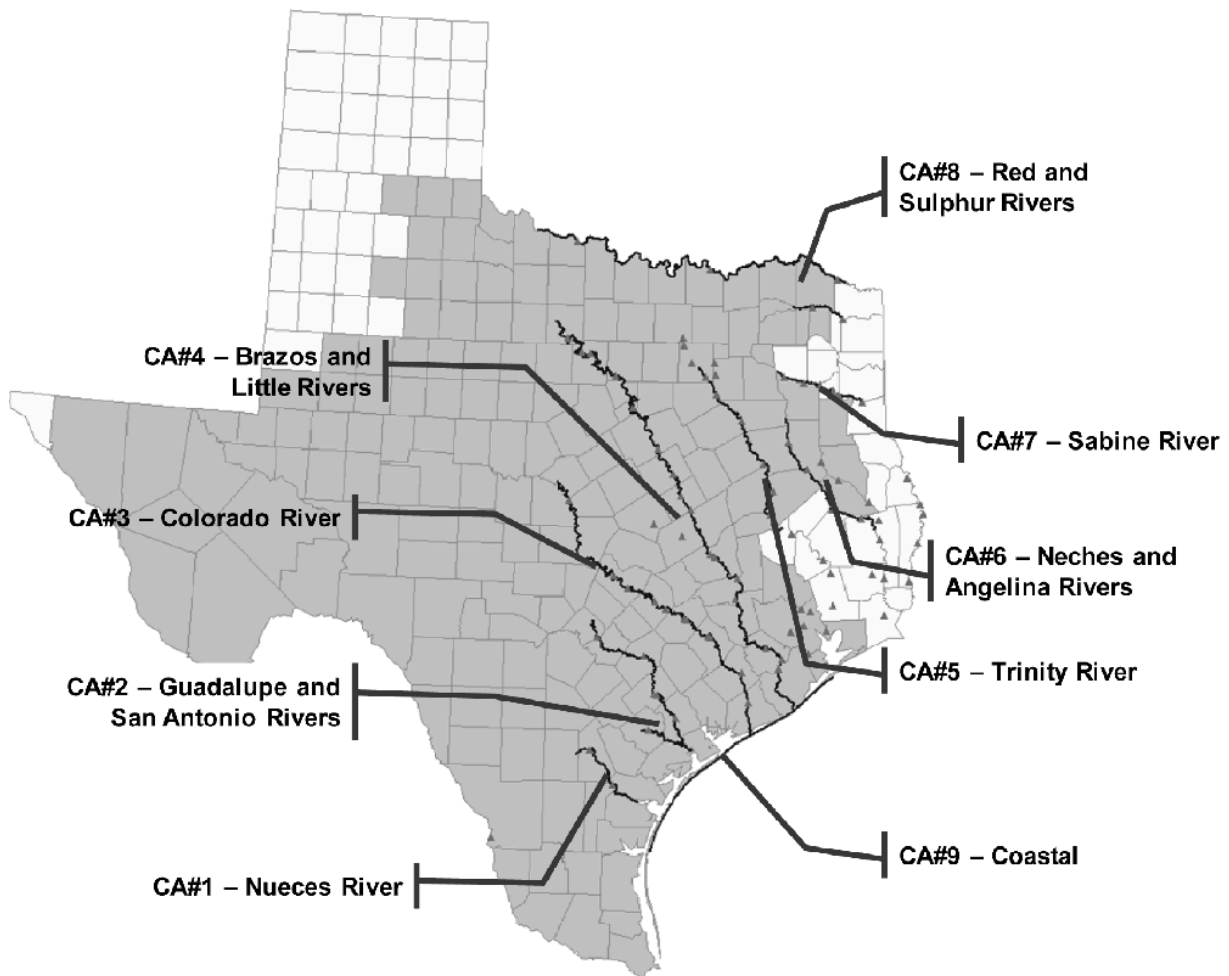 CA#8 – Red and
Sulphur Rivers
CA#4 – Brazos and
Little Rivers
CA#7 – Sabine River
CA#3 – Colorado River
CA#6 – Neches and
Angelina Rivers
CA#5 – Trinity River
CA#2 – Guadalupe and
San Antonio Rivers
CA#9 – Coastal
CA#1 – Nueces River